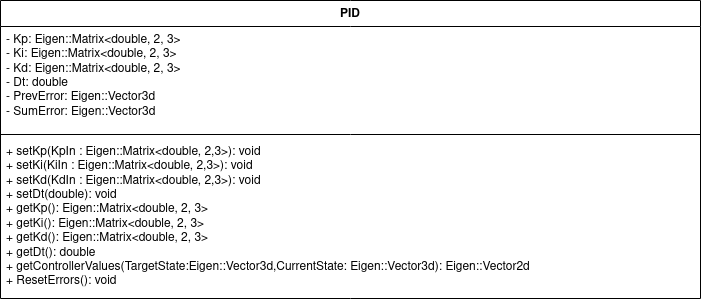 PID
- Kp: Eigen::Matrix<double, 2, 3>
- Ki: Eigen::Matrix<double, 2, 3>
- Kd: Eigen::Matrix<double, 2, 3>
- Dt: double
- PrevError: Eigen::Vector3d
- SumError: Eigen::Vector3d
+ setKp(KpIn : Eigen::Matrix<double, 2,3>): void
+ setKi(KiIn : Eigen::Matrix<double, 2,3>): void
+ setKd(KdIn : Eigen::Matrix<double, 2,3>): void
+ setDt(double): void
+ getKp(): Eigen::Matrix<double, 2, 3>
+ getKi(): Eigen::Matrix<double, 2, 3>
+ getKd(): Eigen::Matrix<double, 2, 3>
+ getDt(): double
+ getControllerValues(TargetState:Eigen::Vector3d,CurrentState: Eigen::Vector3d): Eigen::Vector2d
+ ResetErrors(): void